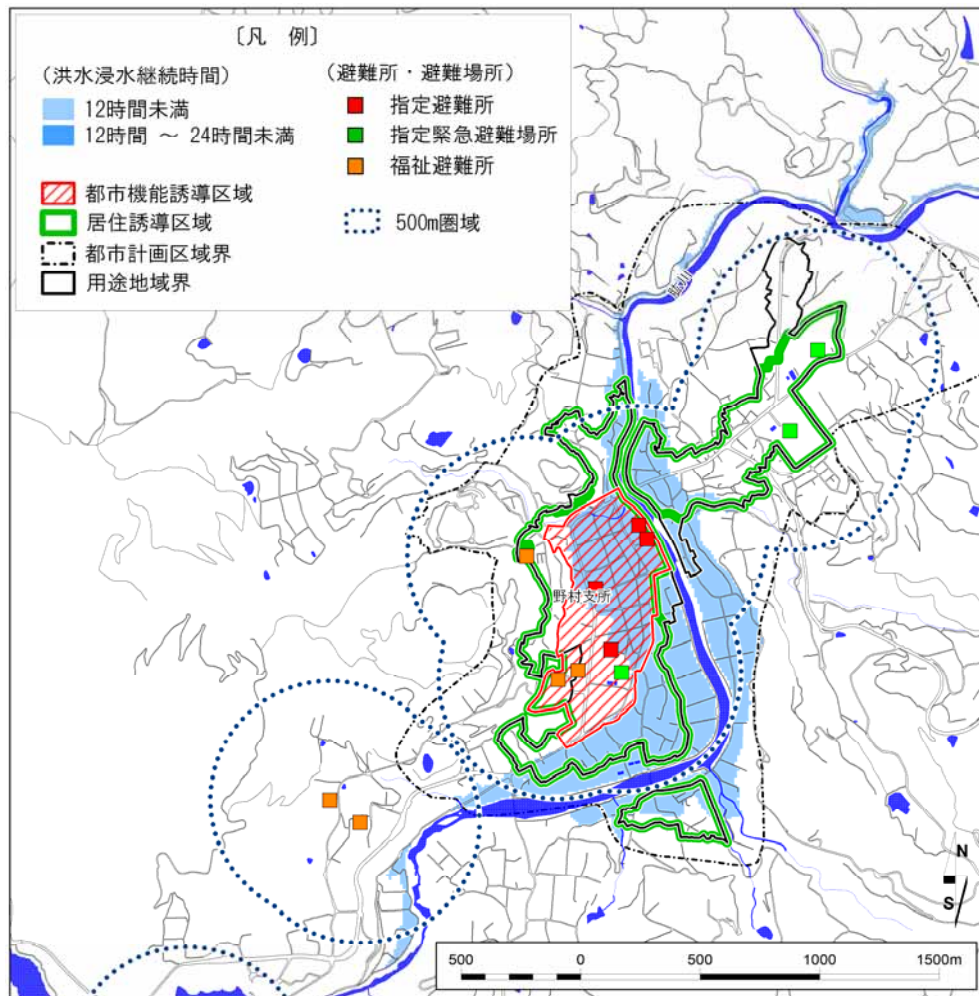 〔凡　例〕
（洪水浸水継続時間）
12時間未満
12時間 ～ 24時間未満
（避難所・避難場所）
指定避難所
指定緊急避難場所
福祉避難所
都市機能誘導区域
居住誘導区域
都市計画区域界
用途地域界
500m圏域
肱川
野村支所
N
S
500 0 500 1000 1500m